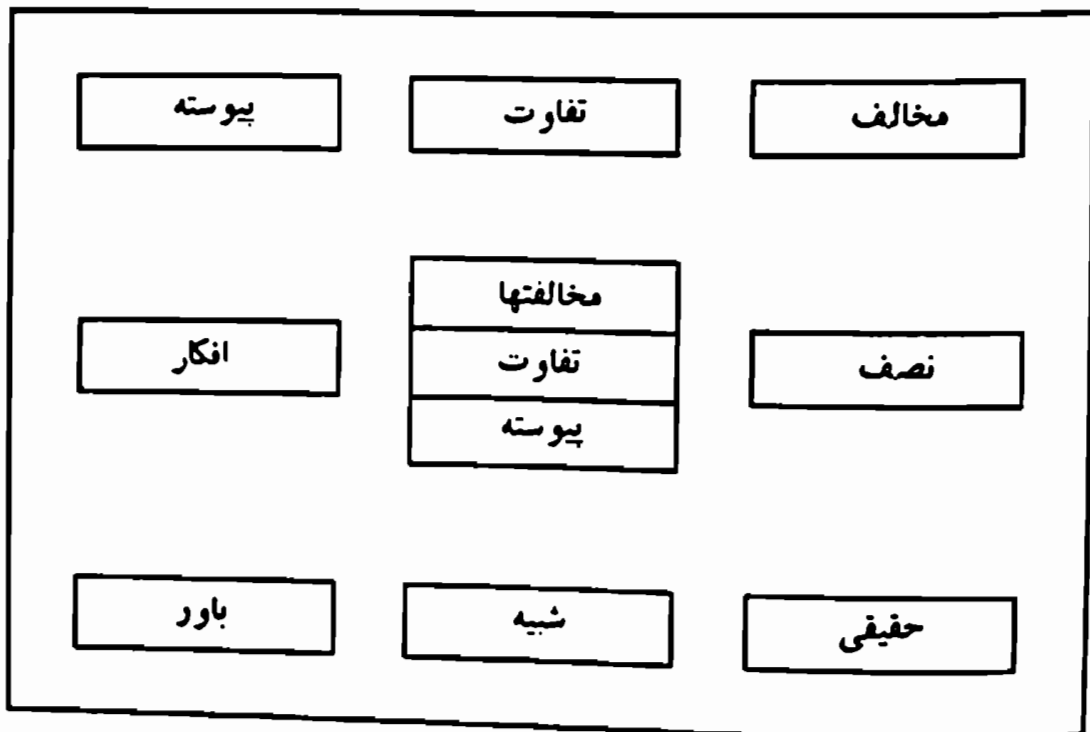 مخالف
تفاوت
پیوسته
نصف
مخالفتها
تفاوت
پیوسته
افکار
حقیقی
شبیه
باور